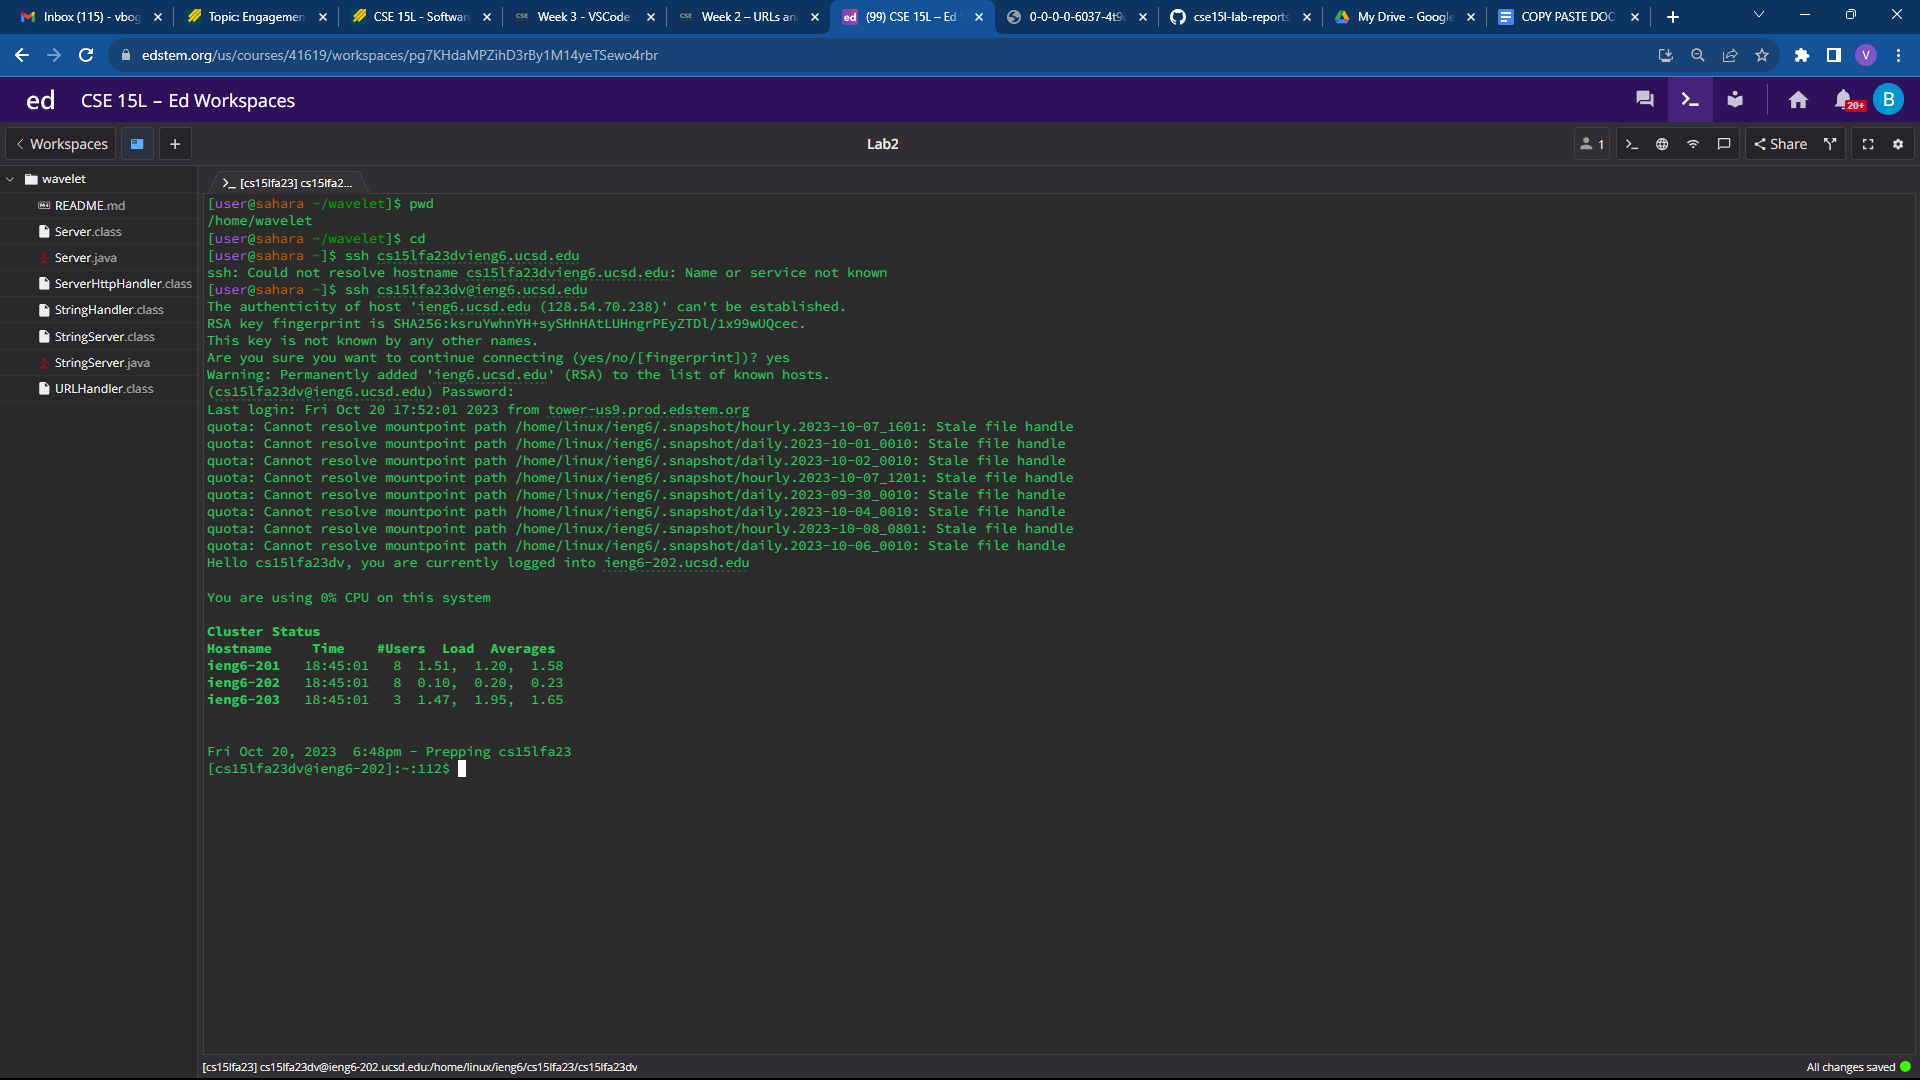 Inbox (115) - vbog
Topic: Engagemen
CSE 15L - Softwar
Week 3 - VSCode
Week 2 – URLs an
(99) CSE 15L – Ed
0-0-0-0-6037-4t9
cse15l-lab-reports
My Drive - Google
COPY PASTE DOC
edstem.org/us/courses/41619/workspaces/pg7KHdaMPZihD3rBy1M14yeTSewo4rbr
V
ed CSE 15L – Ed Workspaces
20+ B
Workspaces
Lab2
1
Share
wavelet
README.md
Server.class
Server.java
ServerHttpHandler.class
StringHandler.class
StringServer.class
StringServer.java
URLHandler.class
[cs15lfa23] cs15lfa2...
[user@sahara ~/wavelet]$ pwd
/home/wavelet
[user@sahara ~/wavelet]$ cd
[user@sahara ~]$ ssh cs15lfa23dvieng6.ucsd.edu
ssh: Could not resolve hostname cs15lfa23dvieng6.ucsd.edu: Name or service not known
[user@sahara ~]$ ssh cs15lfa23dv@ieng6.ucsd.edu
The authenticity of host 'ieng6.ucsd.edu (128.54.70.238)' can't be established.
RSA key fingerprint is SHA256:ksruYwhnYH+sySHnHAtLUHngrPEyZTDl/1x99wUQcec.
This key is not known by any other names.
Are you sure you want to continue connecting (yes/no/[fingerprint])? yes
Warning: Permanently added 'ieng6.ucsd.edu' (RSA) to the list of known hosts.
(cs15lfa23dv@ieng6.ucsd.edu) Password:
Last login: Fri Oct 20 17:52:01 2023 from tower-us9.prod.edstem.org
quota: Cannot resolve mountpoint path /home/linux/ieng6/.snapshot/hourly.2023-10-07_1601: Stale file handle
quota: Cannot resolve mountpoint path /home/linux/ieng6/.snapshot/daily.2023-10-01_0010: Stale file handle
quota: Cannot resolve mountpoint path /home/linux/ieng6/.snapshot/daily.2023-10-02_0010: Stale file handle
quota: Cannot resolve mountpoint path /home/linux/ieng6/.snapshot/hourly.2023-10-07_1201: Stale file handle
quota: Cannot resolve mountpoint path /home/linux/ieng6/.snapshot/daily.2023-09-30_0010: Stale file handle
quota: Cannot resolve mountpoint path /home/linux/ieng6/.snapshot/daily.2023-10-04_0010: Stale file handle
quota: Cannot resolve mountpoint path /home/linux/ieng6/.snapshot/hourly.2023-10-08_0801: Stale file handle
quota: Cannot resolve mountpoint path /home/linux/ieng6/.snapshot/daily.2023-10-06_0010: Stale file handle
Hello cs15lfa23dv, you are currently logged into ieng6-202.ucsd.edu
You are using 0% CPU on this system
Cluster Status
Hostname Time #Users Load Averages
ieng6-201 18:45:01 8 1.51, 1.20, 1.58
ieng6-202 18:45:01 8 0.10, 0.20, 0.23
ieng6-203 18:45:01 3 1.47, 1.95, 1.65
Fri Oct 20, 2023 6:48pm - Prepping cs15lfa23
[cs15lfa23dv@ieng6-202]:~:112$
[cs15lfa23] cs15lfa23dv@ieng6-202.ucsd.edu:/home/linux/ieng6/cs15lfa23/cs15lfa23dv
All changes saved